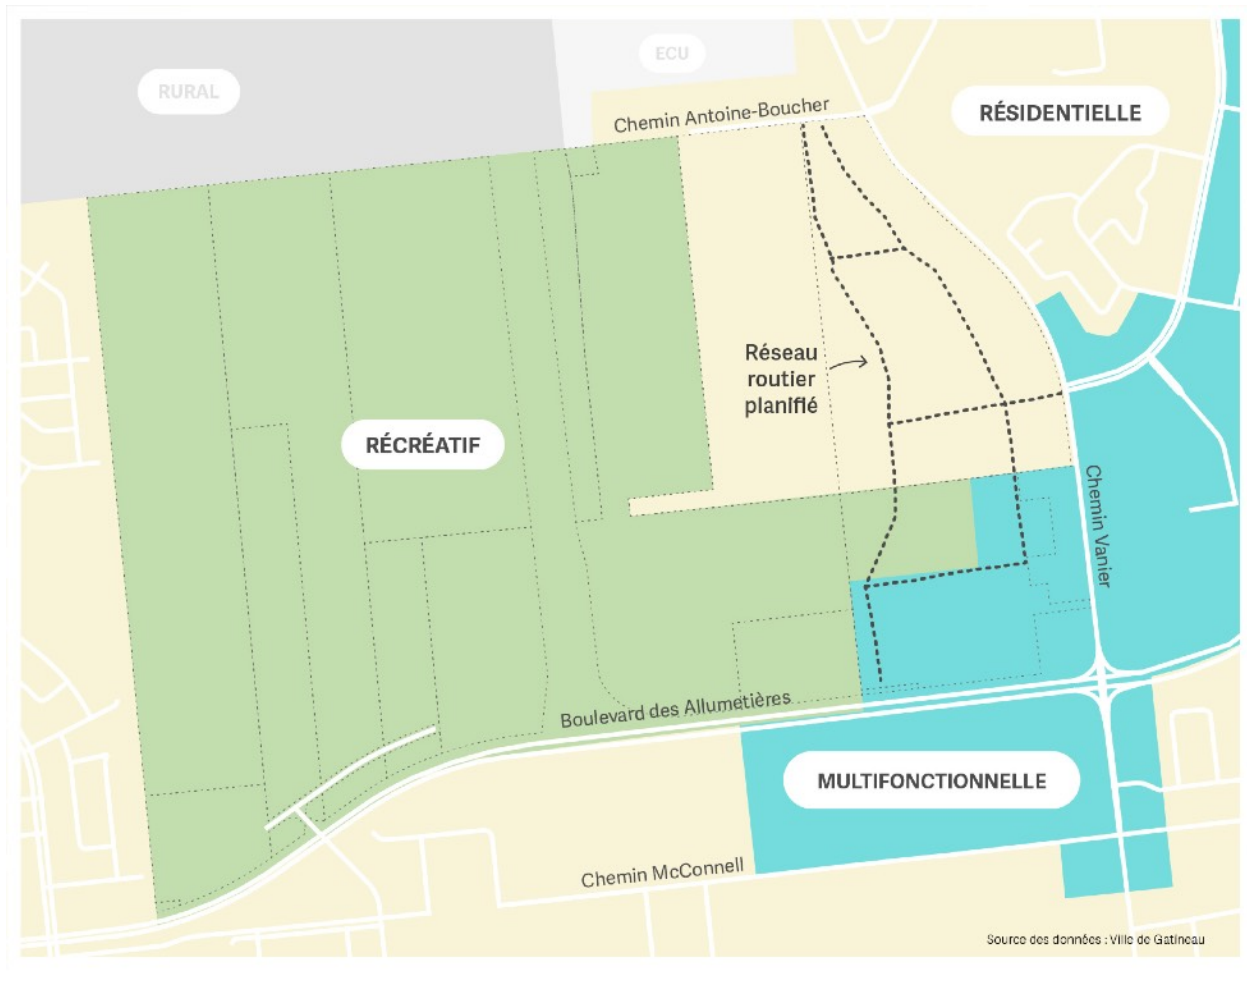 ECU
RURAL
RÉSIDENTIELLE
Chemin Antoine-Boucher
Réseau
routier
planifié
RÉCRÉATIF
Chemin Vanier
Boulevard des Allumetières
MULTIFONCTIONNELLE
Chemin McConnell
Source des données : Ville de Gatineau